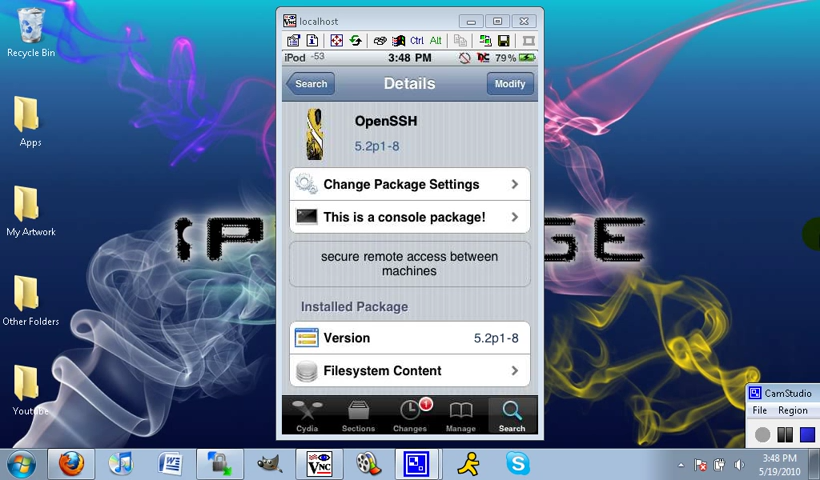 Recycle Bin
Apps
My Artwork
Other Folders
Youtube
localhost
Ctrl Alt
iPod -53 3:48 PM 79%
Search Details Modify
OpenSSH
5.2p1-8
Change Package Settings
This is a console package!
secure remote access between
machines
Installed Package
Version 5.2p1-8
Filesystem Content
1
Cydia Sections Changes Manage Search
CamStudio
File Region
3:48 PM
5/19/2010